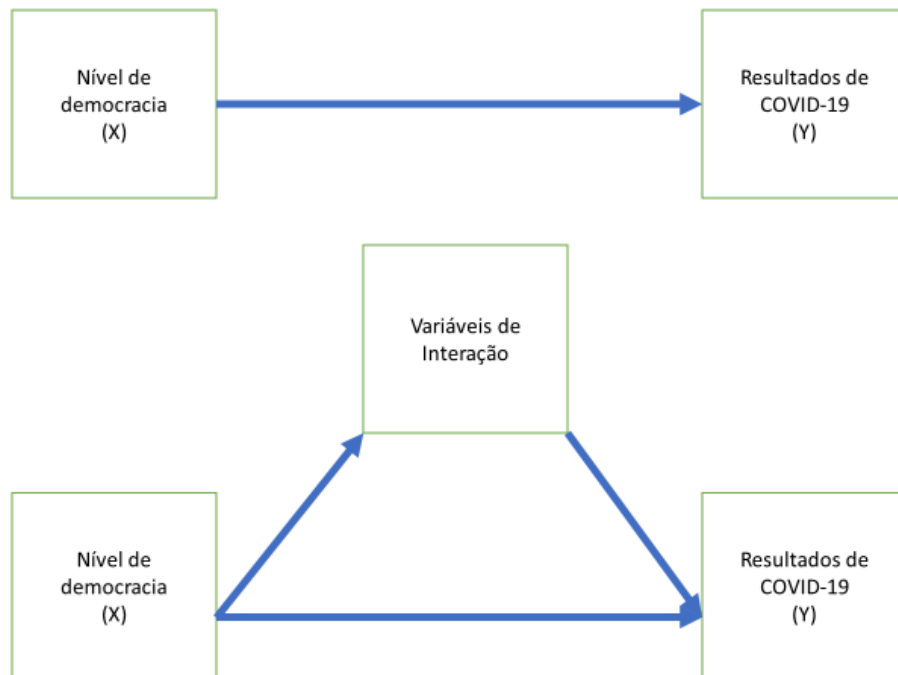 Nível de
democracia
(X)
Resultados de
COVID-19
(Y)
Variáveis de
Interação
Nível de
democracia
(X)
Resultados de
COVID-19
(Y)